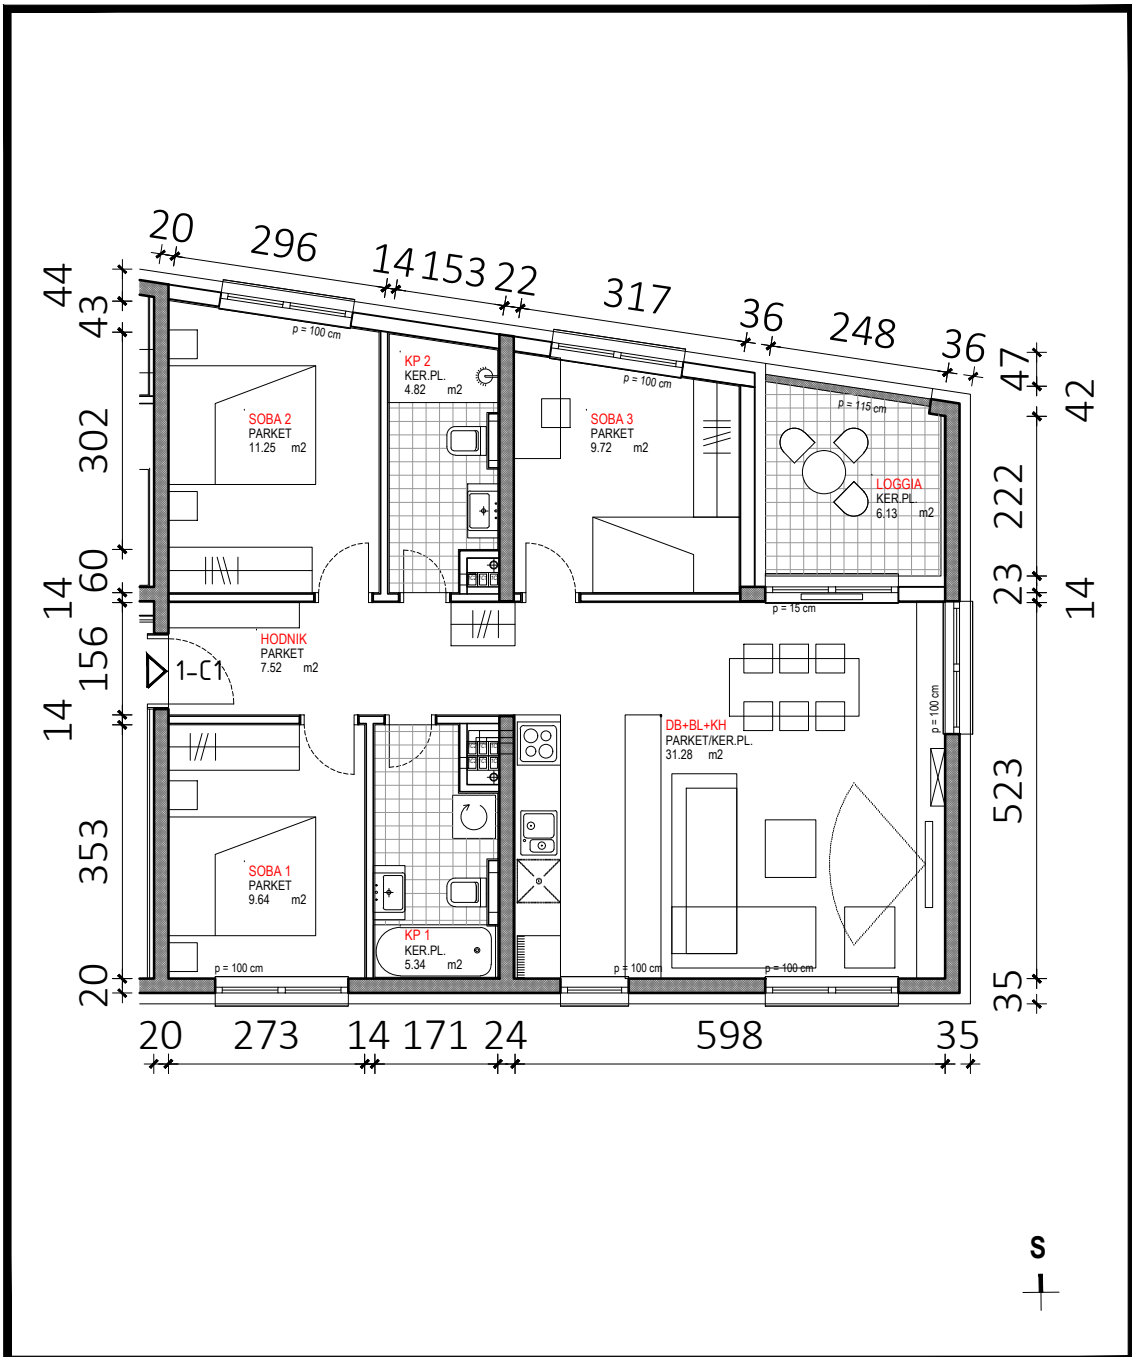 20
296
14
153
22
317
36
248
36
44
43
302
60
14
156
14
353
20
47
42
222
23
14
523
35
p = 100 cm
KP 2
KER.PL.
4.82 m2
p = 100 cm
p = 115 cm
SOBA 2
PARKET
11.25 m2
SOBA 3
PARKET
9.72 m2
LOGGIA
KER.PL.
6.13 m2
p = 15 cm
HODNIK
PARKET
7.52 m2
1-C1
p = 100 cm
DB+BL+KH
PARKET/KER.PL.
31.28 m2
SOBA 1
PARKET
9.64 m2
KP 1
KER.PL.
5.34 m2
p = 100 cm
p = 100 cm
p = 100 cm
20
273
14
171
24
598
35
S